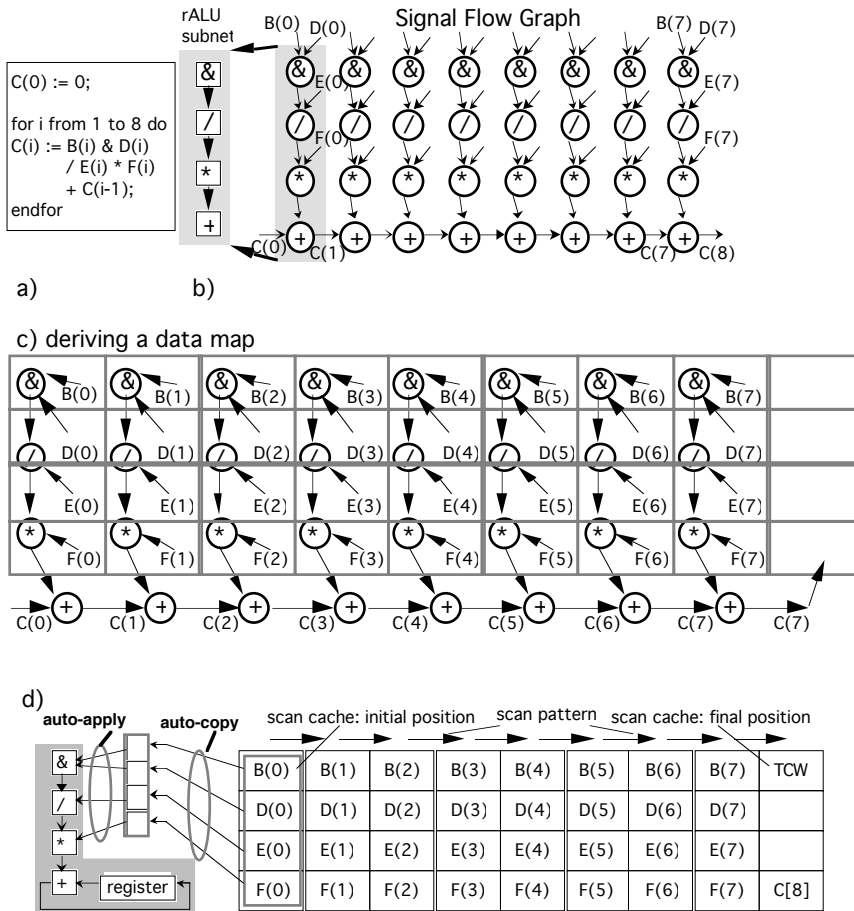 rALU
subnet
B(0) D(0) Signal Flow Graph B(7) D(7)
& & & & & & & & &
E(0) E(7)
/ / / / / / / / /
F(0) F(7)
* * * * * * * * *
+ + + + + + + + +
C(0) C(1) C(7) C(8)
C(0) := 0;
for i from 1 to 8 do
C(i) := B(i) & D(i)
/ E(i) * F(i)
+ C(i-1);
endfor
a) b)
c) deriving a data map
& & & & & & & &
B(0) B(1) B(2) B(3) B(4) B(5) B(6) B(7)
/ / / / / / / /
D(0) D(1) D(2) D(3) D(4) D(5) D(6) D(7)
E(0) E(1) E(2) E(3) E(4) E(5) E(6) E(7)
* * * * * * * *
F(0) F(1) F(2) F(3) F(4) F(5) F(6) F(7)
+ + + + + + + +
C(0) C(1) C(2) C(3) C(4) C(5) C(6) C(7) C(7)
d)
auto-apply auto-copy
scan cache: initial position scan pattern scan cache: final position
&
/
*
+ register
B(0) B(1) B(2) B(3) B(4) B(5) B(6) B(7) TCW
D(0) D(1) D(2) D(3) D(4) D(5) D(6) D(7)
E(0) E(1) E(2) E(3) E(4) E(5) E(6) E(7)
F(0) F(1) F(2) F(3) F(4) F(5) F(6) F(7) C[8]